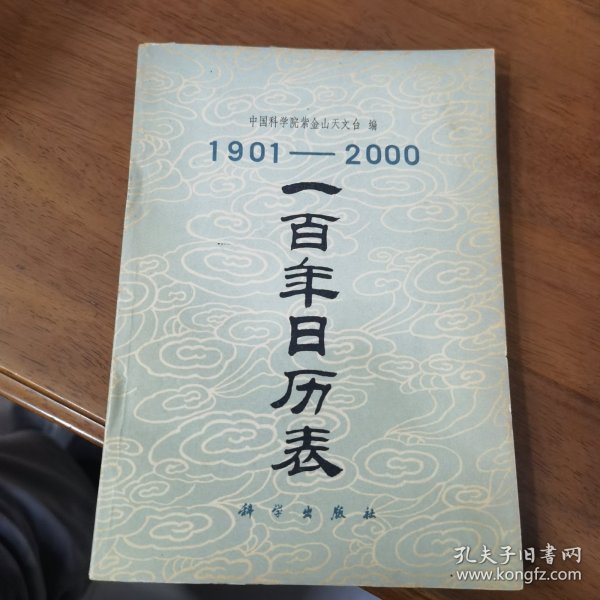 中国科学院紫金山天文台 编
1901—2000
一百年日历表
科学出版社
孔夫子旧书网
www.kongfz.com